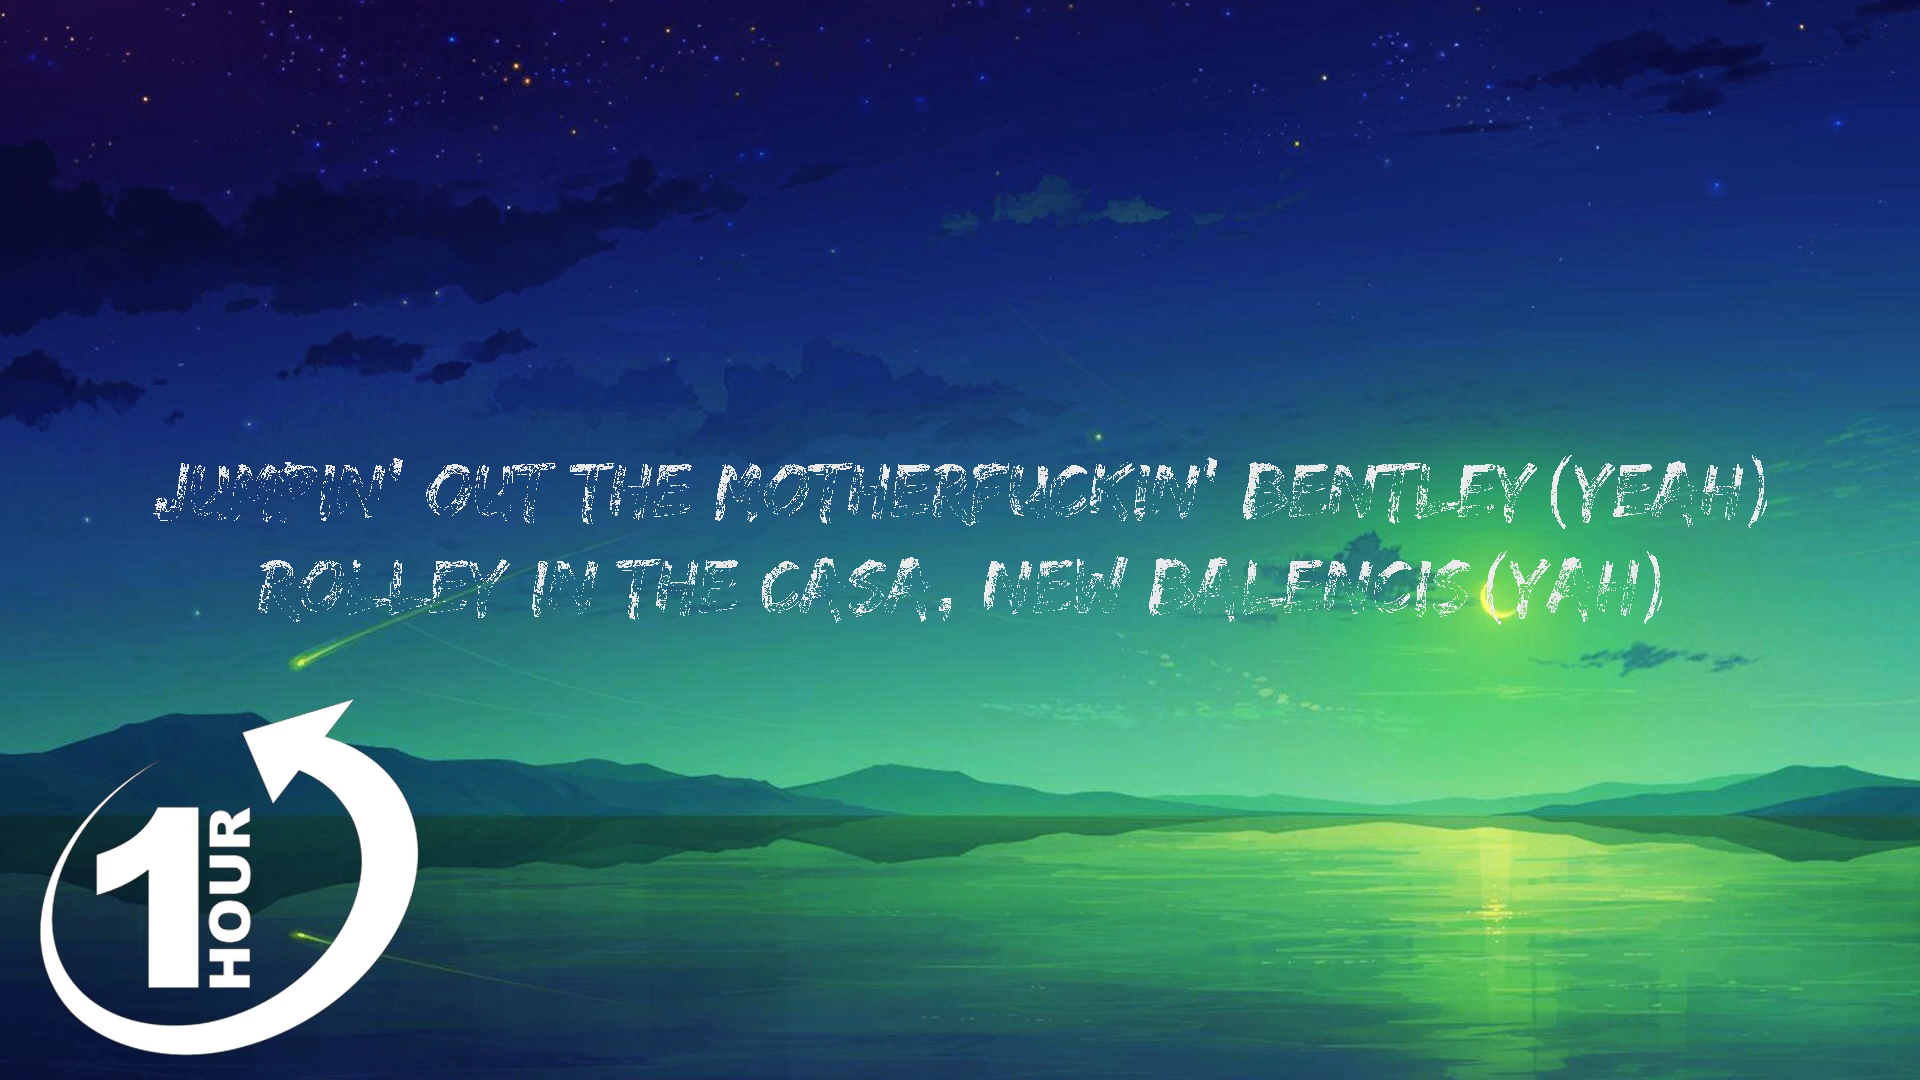 JUMPIN' OUT THE MOTHERFUCKIN' BENTLEY (YEAH)
ROLLEY IN THE CASA, NEW BALENCIS (YAH)
1 HOUR